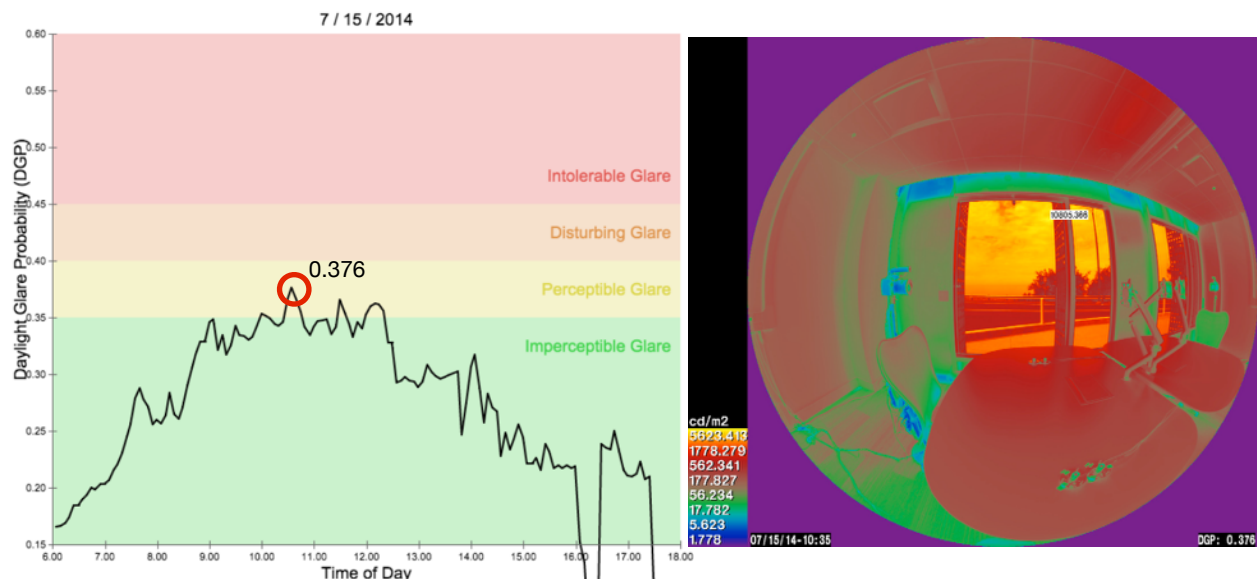 7 / 15 / 2014
Daylight Glare Probability (DGP)
0.60
0.55
0.50
0.45
0.40
0.35
0.30
0.25
0.20
0.15
Intolerable Glare
Disturbing Glare
0.376
Perceptible Glare
Imperceptible Glare
6.00 7.00 8.00 9.00 10.00 11.00 12.00 13.00 14.00 15.00 16.00 17.00 18.00
Time of Day
10805.366
cd/m2
5623.413
1778.279
562.341
177.827
56.234
17.782
5.623
1.778
07/15/14-10:35
DGP: 0.376